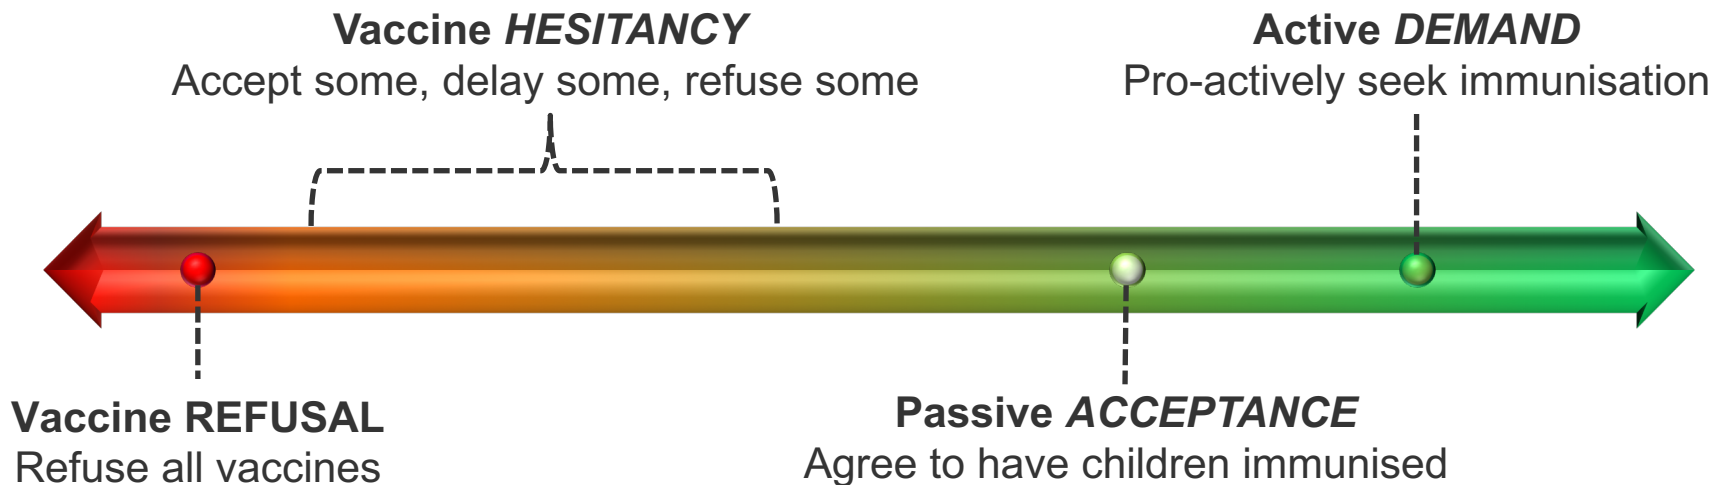 Vaccine HESITANCY
Accept some, delay some, refuse some
Active DEMAND
Pro-actively seek immunisation
Vaccine REFUSAL
Refuse all vaccines
Passive ACCEPTANCE
Agree to have children immunised